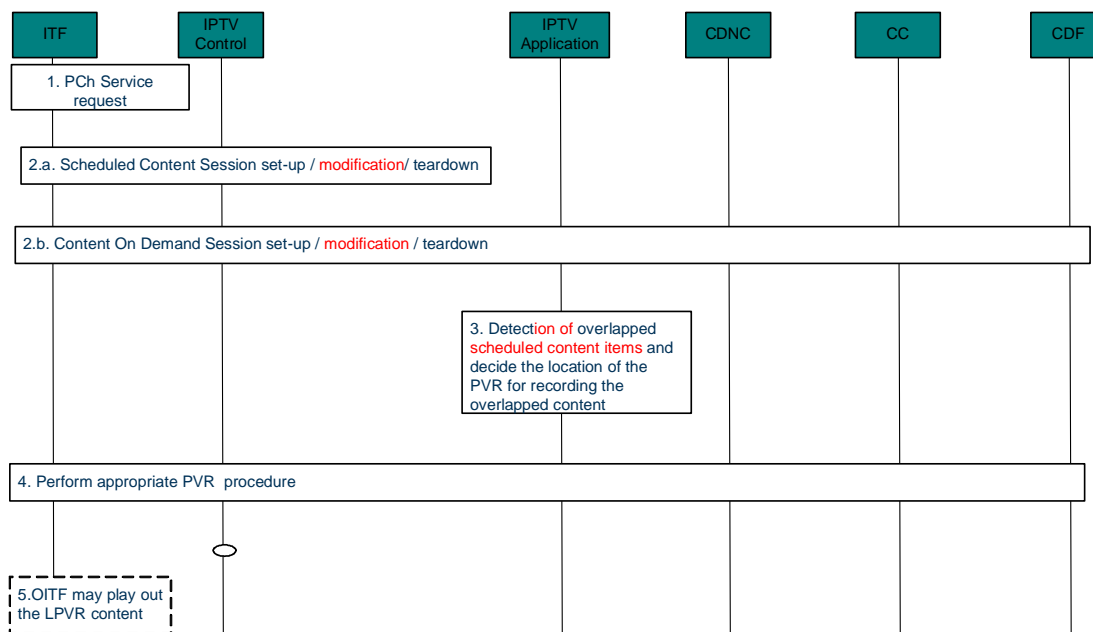 ITF
IPTV
Control
IPTV
Application
CDNC
CC
CDF
1. PCh Service
request
2.a. Scheduled Content Session set-up / modification/ teardown
2.b. Content On Demand Session set-up / modification / teardown
3. Detection of overlapped
scheduled content items and
decide the location of the
PVR for recording the
overlapped content
4. Perform appropriate PVR procedure
5.OITF may play out
the LPVR content